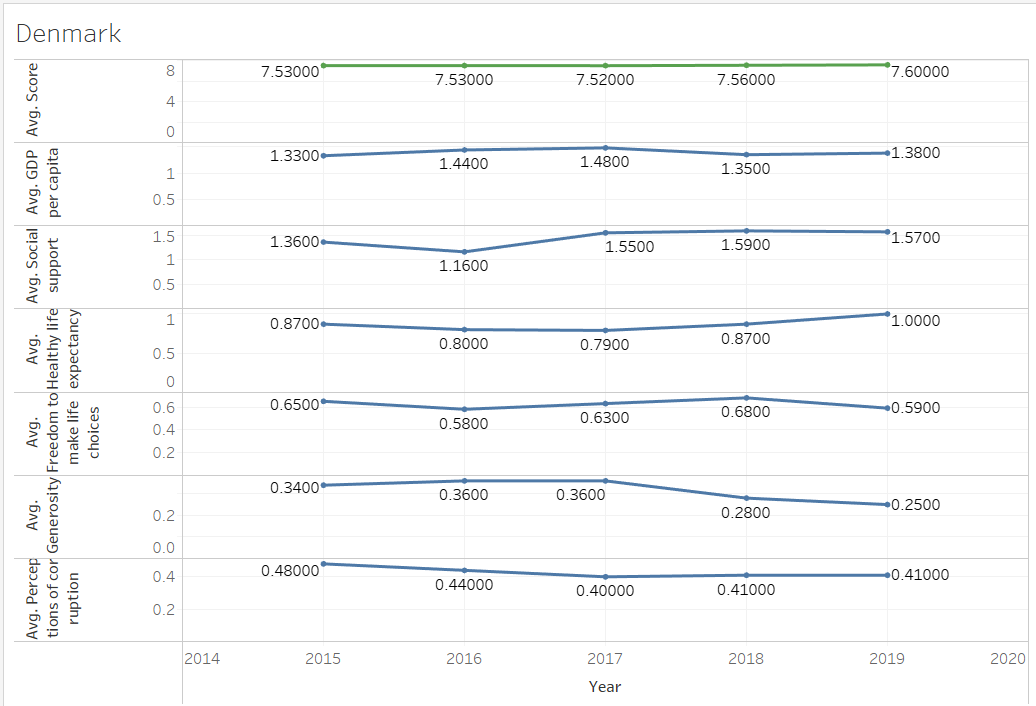 Denmark
Avg. Score
8
4
0
7.53000
7.53000
7.52000
7.56000
7.60000
Avg. GDP
per capita
1
0.5
1.3300
1.4400
1.4800
1.3500
1.3800
Avg. Social
support
1.5
1
0.5
1.3600
1.1600
1.5500
1.5900
1.5700
Avg.
Healthy life
expectancy
1
0.5
0
0.8700
0.8000
0.7900
0.8700
1.0000
Avg.
Freedom to
make life
choices
0.6
0.4
0.2
0.6500
0.5800
0.6300
0.6800
0.5900
Avg.
Generosity
0.2
0.0
0.3400
0.3600
0.3600
0.2800
0.2500
Avg. Percep
tions of cor
ruption
0.4
0.2
0.48000
0.44000
0.40000
0.41000
0.41000
2014 2015 2016 2017 2018 2019 2020
Year